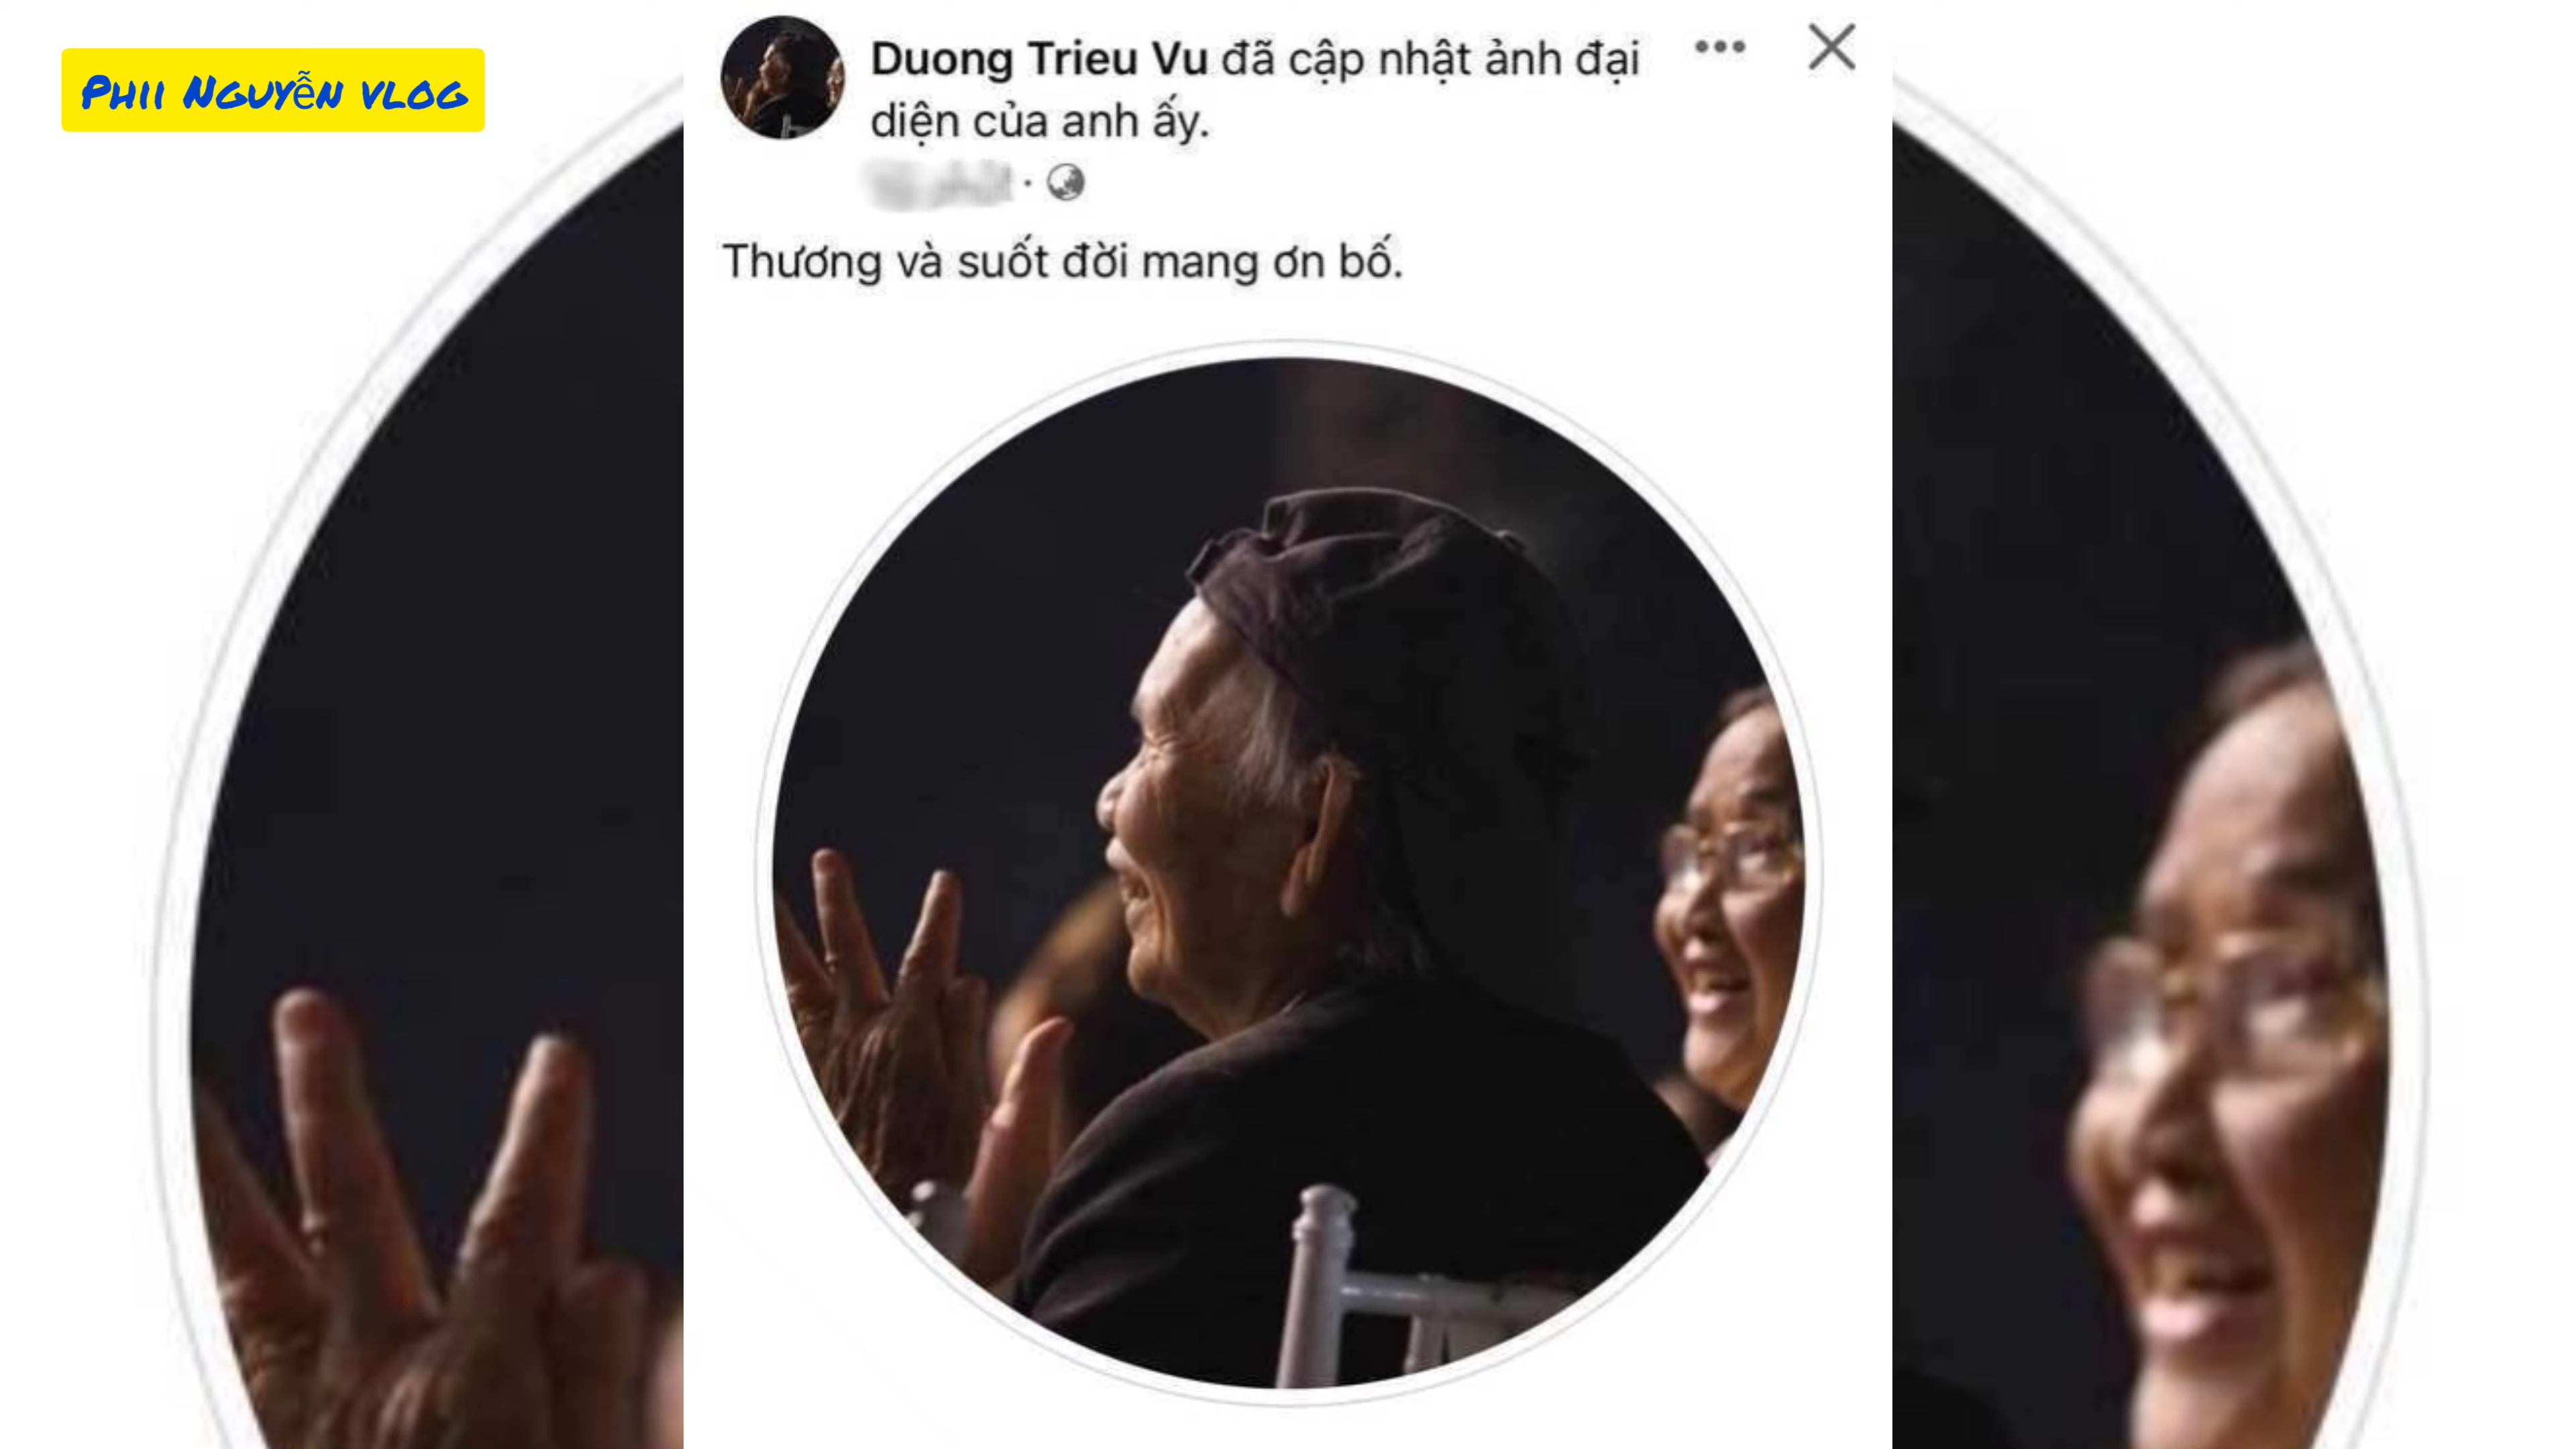 PHII NGUYỄN VLOG
Duong Trieu Vu đã cập nhật ảnh đại
diện của anh ấy.
Thương và suốt đời mang ơn bố.